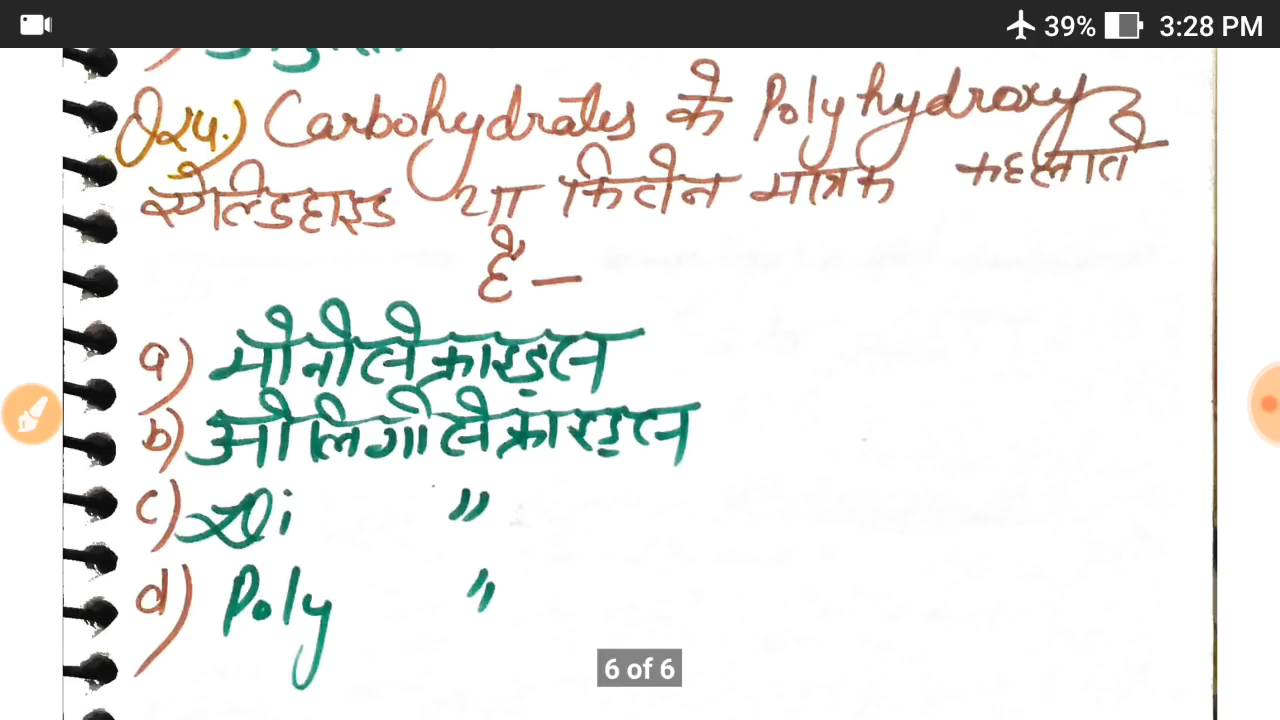 39% 3:28 PM
Q24.) Carbohydrates के Polyhydroxy
ऐल्डिहाइड या किटोन मात्रक कहलाते
है –
a) मोनोसैकाराइड्स
b) ओलिगोसैकाराइड्स
c) Di "
d) Poly "
6 of 6